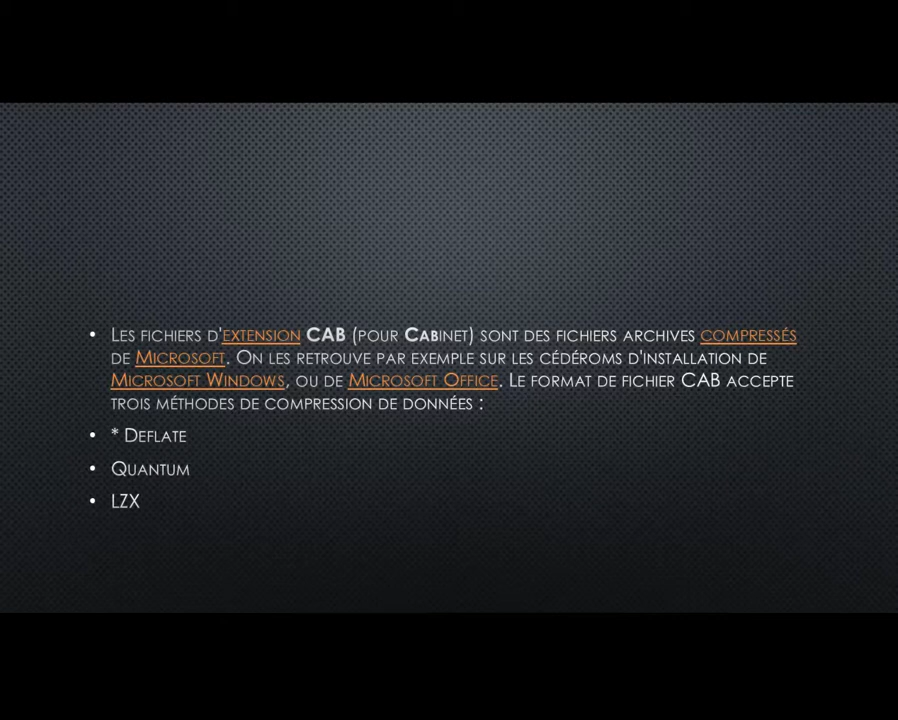 • Les fichiers d'extension CAB (pour Cabinet) sont des fichiers archives compressés
de Microsoft. On les retrouve par exemple sur les cédéroms d'installation de
Microsoft Windows, ou de Microsoft Office. Le format de fichier CAB accepte
trois méthodes de compression de données :
• * Deflate
• Quantum
• LZX